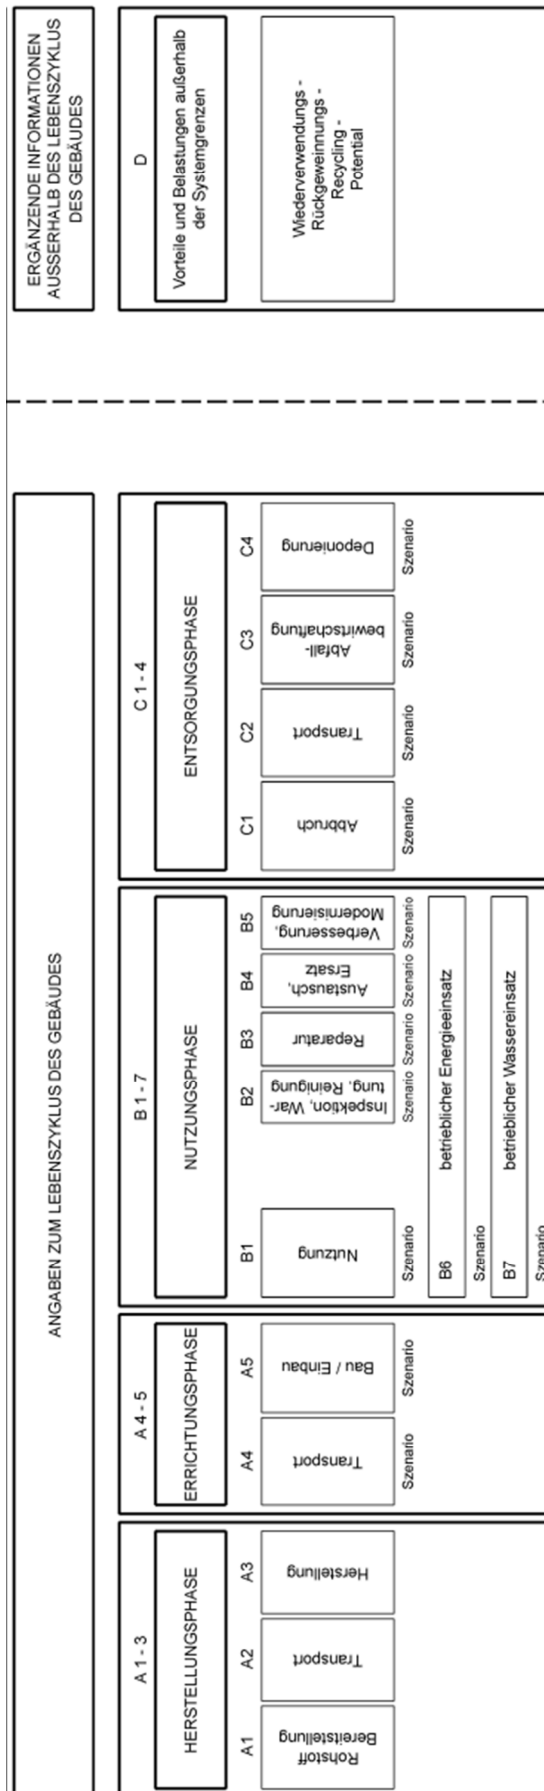 ANGABEN ZUM LEBENSZYKLUS DES GEBÄUDES
ERGÄNZENDE INFORMATIONEN
AUSSERHALB DES LEBENSZYKLUS
DES GEBÄUDES
A 1 - 3
HERSTELLUNGSPHASE
A1
A2
A3
Rohstoff
Bereitstellung
Transport
Herstellung
A 4 - 5
ERRICHTUNGSPHASE
A4
A5
Transport
Bau / Einbau
Szenario
Szenario
B 1 - 7
NUTZUNGSPHASE
B1
B2
B3
B4
B5
Nutzung
Inspektion, War-
tung, Reinigung
Reparatur
Austausch,
Ersatz
Verbesserung,
Modernisierung
Szenario
Szenario
Szenario
Szenario
Szenario
B6
betrieblicher Energieeinsatz
Szenario
B7
betrieblicher Wassereinsatz
Szenario
C 1 - 4
ENTSORGUNGSPHASE
C1
C2
C3
C4
Abbruch
Transport
Abfall-
bewirtschaftung
Deponierung
Szenario
Szenario
Szenario
Szenario
D
Vorteile und Belastungen außerhalb
der Systemgrenzen
Wiederverwendungs -
Rückgeweinnungs -
Recycling -
Potential